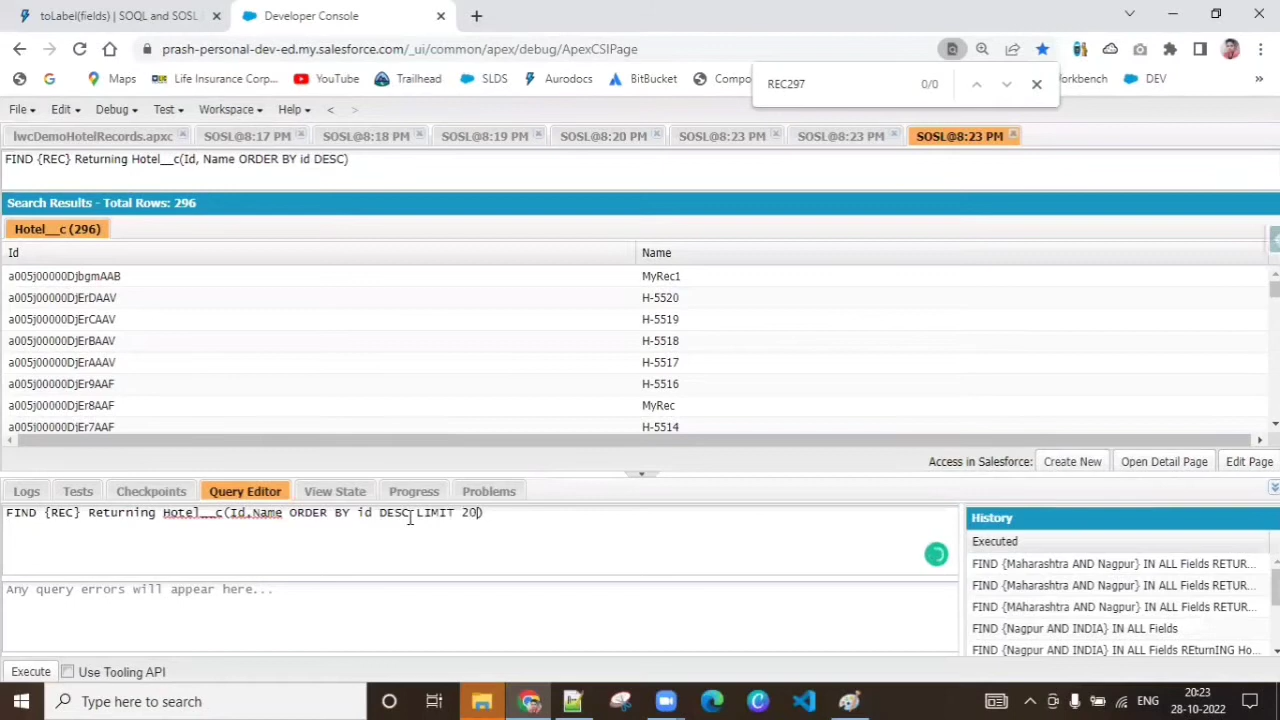 toLabel(fields) | SOQL and SOSL
Developer Console
prash-personal-dev-ed.my.salesforce.com/_ui/common/apex/debug/ApexCSIPage
Maps
Life Insurance Corp...
YouTube
Trailhead
SLDS
Aurodocs
BitBucket
Compo
orkbench
DEV
REC297
0/0
File
Edit
Debug
Test
Workspace
Help
<
>
lwcDemoHotelRecords.apxc
SOSL@8:17 PM
SOSL@8:18 PM
SOSL@8:19 PM
SOSL@8:20 PM
SOSL@8:23 PM
SOSL@8:23 PM
SOSL@8:23 PM
FIND {REC} Returning Hotel__c(Id, Name ORDER BY id DESC)
Search Results - Total Rows: 296
Hotel__c (296)
Id Name
a005j00000DjbgmAAB MyRec1
a005j00000DjErDAAV H-5520
a005j00000DjErCAAV H-5519
a005j00000DjErBAAV H-5518
a005j00000DjErAAAV H-5517
a005j00000DjEr9AAF H-5516
a005j00000DjEr8AAF MyRec
a005j00000DjEr7AAF H-5514
Access in Salesforce: Create New Open Detail Page Edit Page
Logs
Tests
Checkpoints
Query Editor
View State
Progress
Problems
FIND {REC} Returning Hotel__c(Id,Name ORDER BY id DESC LIMIT 20)
Any query errors will appear here...
History
Executed
FIND {Maharashtra AND Nagpur} IN ALL Fields RETUR...
FIND {Maharashtra AND Nagpur} IN ALL Fields RETUR...
FIND {MAharashtra AND Nagpur} IN ALL Fields RETUR...
FIND {Nagpur AND INDIA} IN ALL Fields
FIND {Nagpur AND INDIA} IN ALL Fields REturnING Ho...
Execute
Use Tooling API
Type here to search
ENG
20:23
28-10-2022